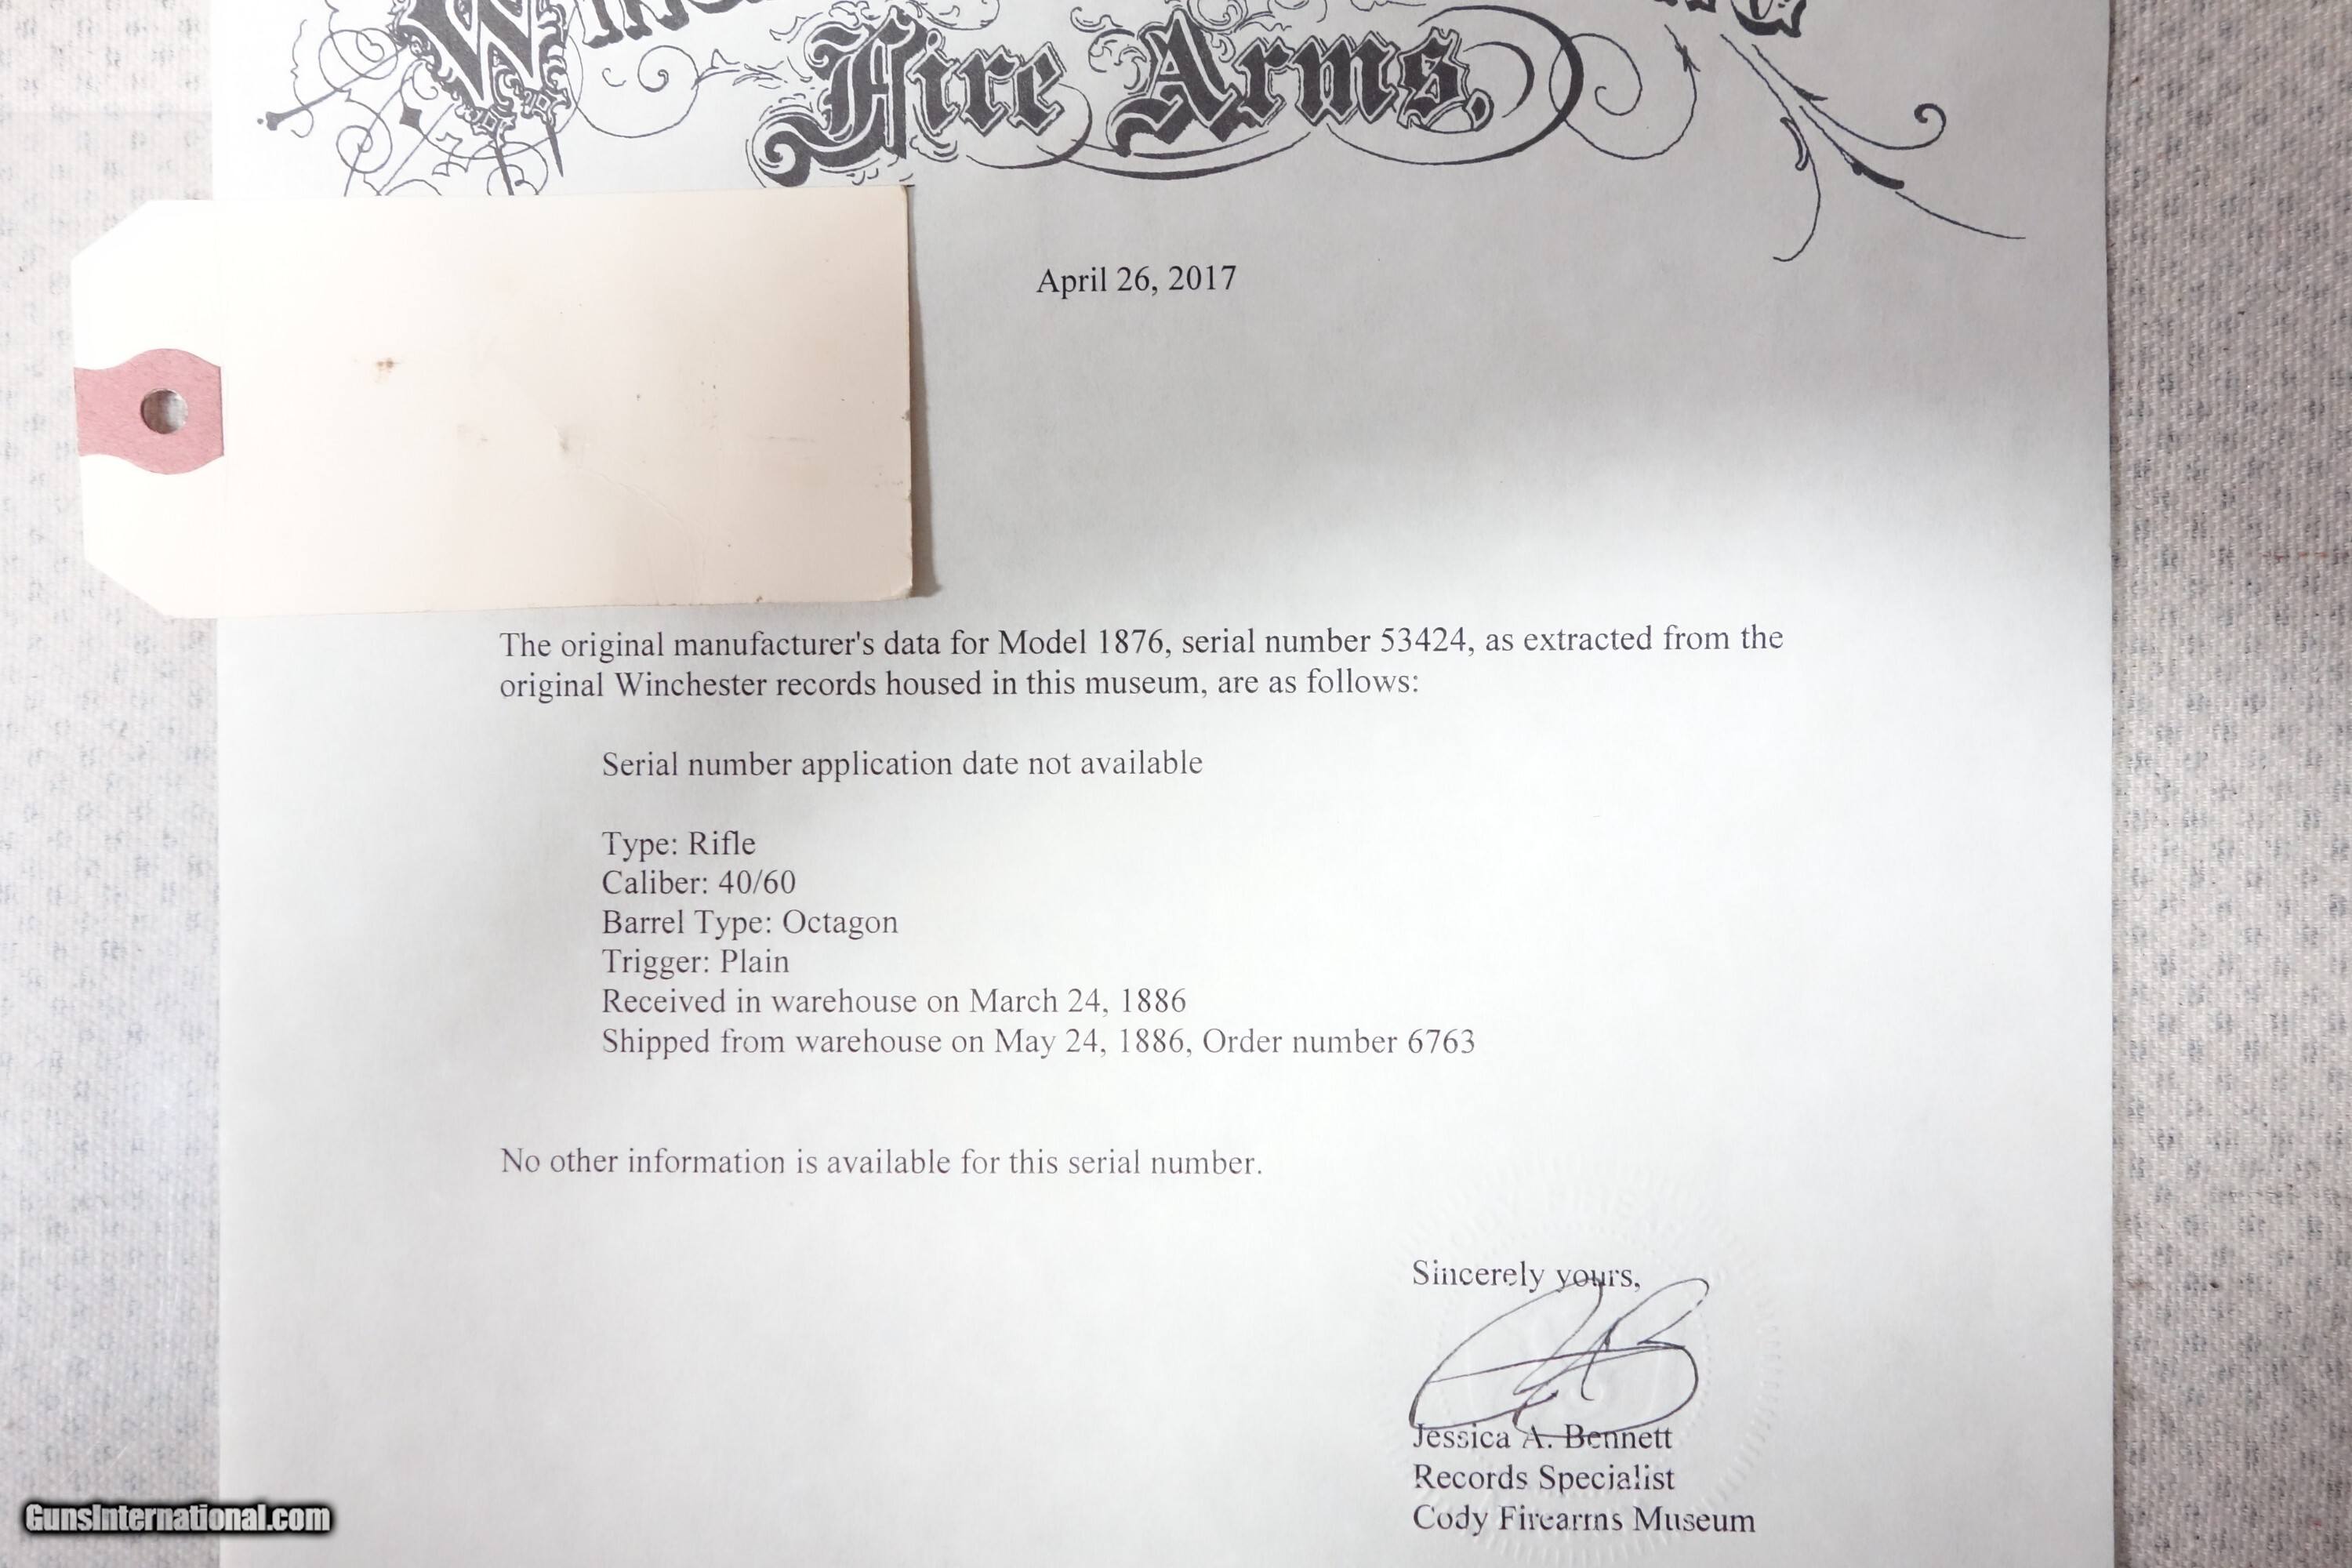 Fire Arms,
April 26, 2017
The original manufacturer's data for Model 1876, serial number 53424, as extracted from the
original Winchester records housed in this museum, are as follows:
Serial number application date not available
Type: Rifle
Caliber: 40/60
Barrel Type: Octagon
Trigger: Plain
Received in warehouse on March 24, 1886
Shipped from warehouse on May 24, 1886, Order number 6763
No other information is available for this serial number.
Sincerely yours,
Jessica A. Bennett
Records Specialist
Cody Firearms Museum
GunsInternational.com